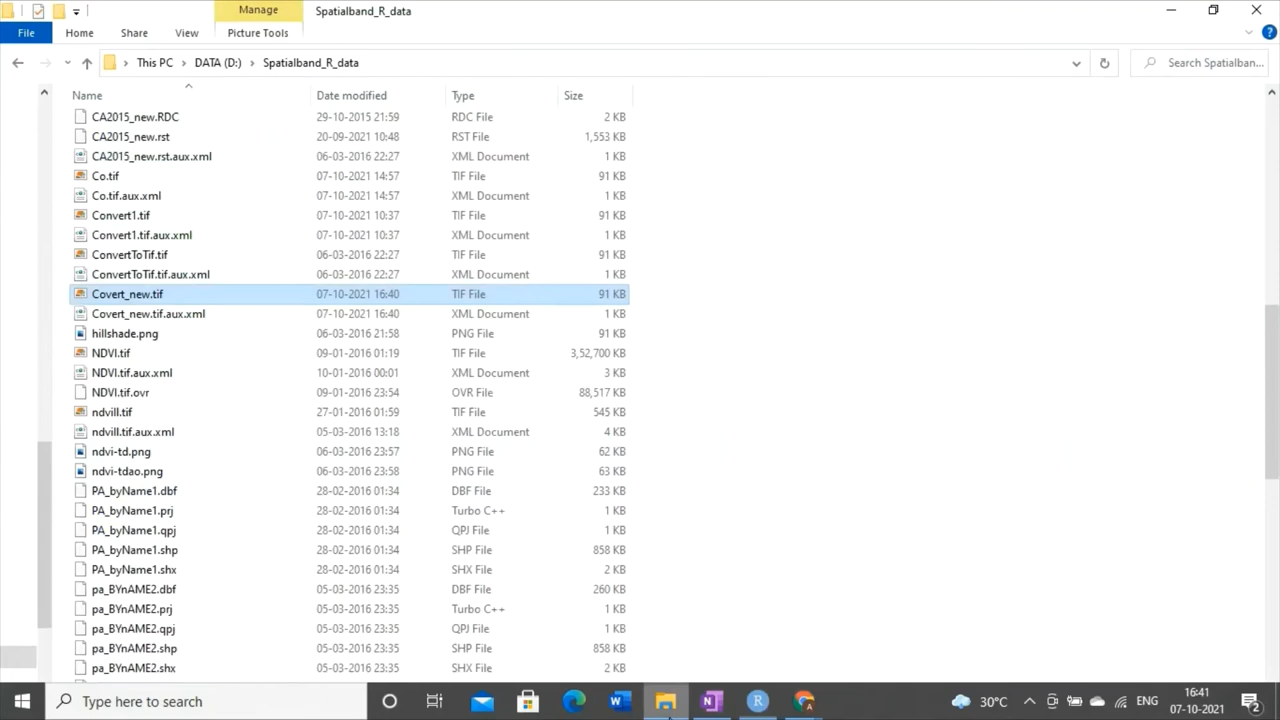 Manage
Spatialband_R_data
File
Home
Share
View
Picture Tools
This PC
DATA (D:)
Spatialband_R_data
Search Spatialban...
Name
Date modified
Type
Size
CA2015_new.RDC 29-10-2015 21:59 RDC File 2 KB
CA2015_new.rst 20-09-2021 10:48 RST File 1,553 KB
CA2015_new.rst.aux.xml 06-03-2016 22:27 XML Document 1 KB
Co.tif 07-10-2021 14:57 TIF File 91 KB
Co.tif.aux.xml 07-10-2021 14:57 XML Document 1 KB
Convert1.tif 07-10-2021 10:37 TIF File 91 KB
Convert1.tif.aux.xml 07-10-2021 10:37 XML Document 1 KB
ConvertToTif.tif 06-03-2016 22:27 TIF File 91 KB
ConvertToTif.tif.aux.xml 06-03-2016 22:27 XML Document 1 KB
Covert_new.tif 07-10-2021 16:40 TIF File 91 KB
Covert_new.tif.aux.xml 07-10-2021 16:40 XML Document 1 KB
hillshade.png 06-03-2016 21:58 PNG File 91 KB
NDVI.tif 09-01-2016 01:19 TIF File 3,52,700 KB
NDVI.tif.aux.xml 10-01-2016 00:01 XML Document 3 KB
NDVI.tif.ovr 09-01-2016 23:54 OVR File 88,517 KB
ndvill.tif 27-01-2016 01:59 TIF File 545 KB
ndvill.tif.aux.xml 05-03-2016 13:18 XML Document 4 KB
ndvi-td.png 06-03-2016 23:57 PNG File 62 KB
ndvi-tdao.png 06-03-2016 23:58 PNG File 63 KB
PA_byName1.dbf 28-02-2016 01:34 DBF File 233 KB
PA_byName1.prj 28-02-2016 01:34 Turbo C++ 1 KB
PA_byName1.qpj 28-02-2016 01:34 QPJ File 1 KB
PA_byName1.shp 28-02-2016 01:34 SHP File 858 KB
PA_byName1.shx 28-02-2016 01:34 SHX File 2 KB
pa_BYnAME2.dbf 05-03-2016 23:35 DBF File 260 KB
pa_BYnAME2.prj 05-03-2016 23:35 Turbo C++ 1 KB
pa_BYnAME2.qpj 05-03-2016 23:35 QPJ File 1 KB
pa_BYnAME2.shp 05-03-2016 23:35 SHP File 858 KB
pa_BYnAME2.shx 05-03-2016 23:35 SHX File 2 KB
Type here to search
30°C
ENG
16:41
07-10-2021
2